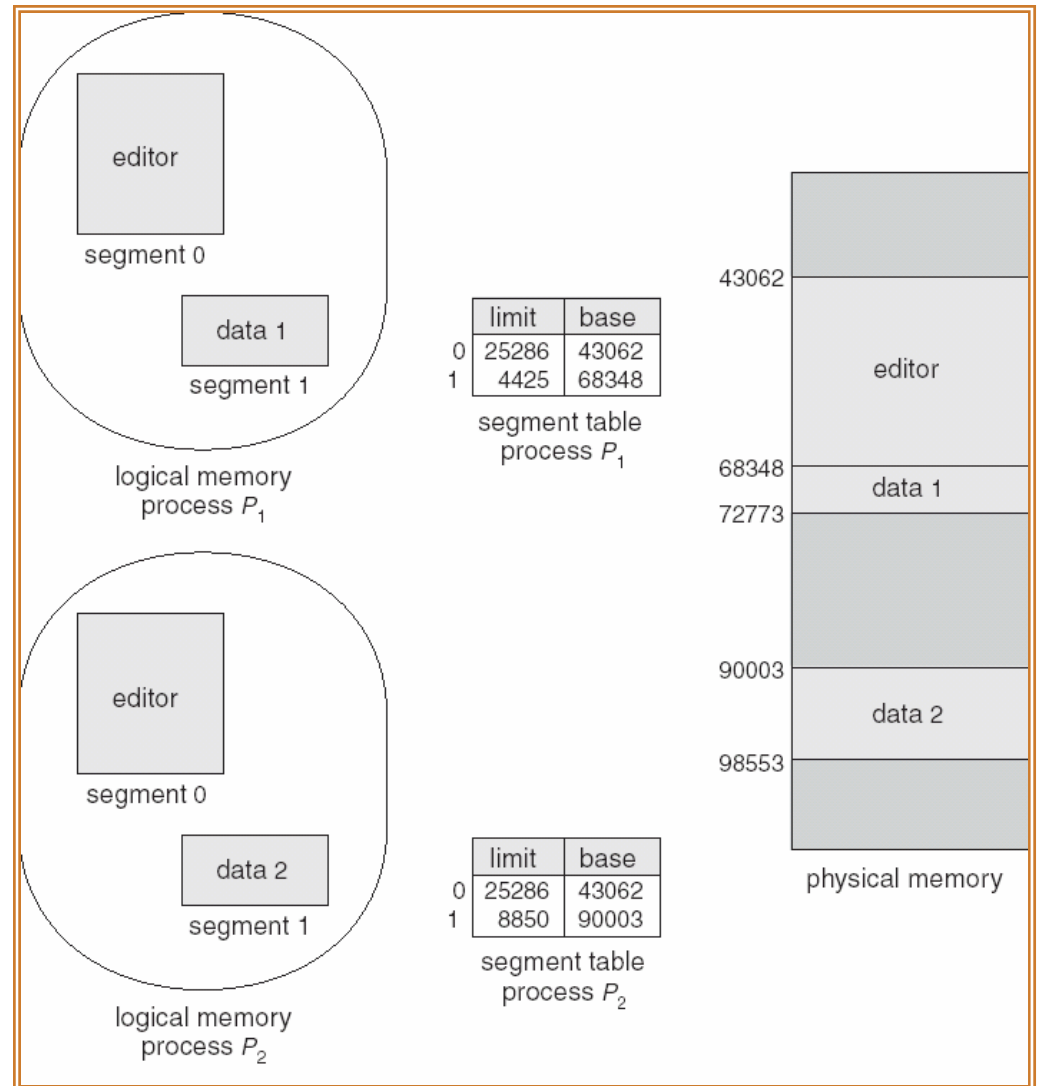 editor
segment 0
data 1
segment 1
logical memory
process P1
limit base
0 25286 43062
1 4425 68348
segment table
process P1
43062
editor
68348
data 1
72773
90003
data 2
98553
physical memory
editor
segment 0
data 2
segment 1
logical memory
process P2
limit base
0 25286 43062
1 8850 90003
segment table
process P2